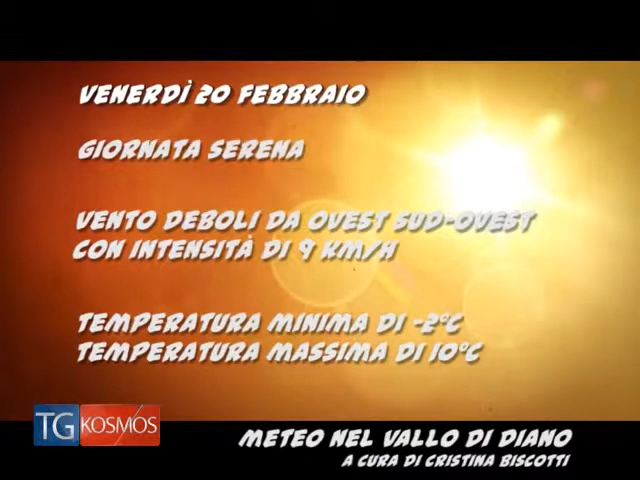 VENERDÌ 20 FEBBRAIO
GIORNATA SERENA
VENTO DEBOLI DA OVEST SUD-OVEST
CON INTENSITÀ DI 9 KM/H
TEMPERATURA MINIMA DI -2°C
TEMPERATURA MASSIMA DI 10°C
TG KOSMOS
METEO NEL VALLO DI DIANO
A CURA DI CRISTINA BISCOTTI